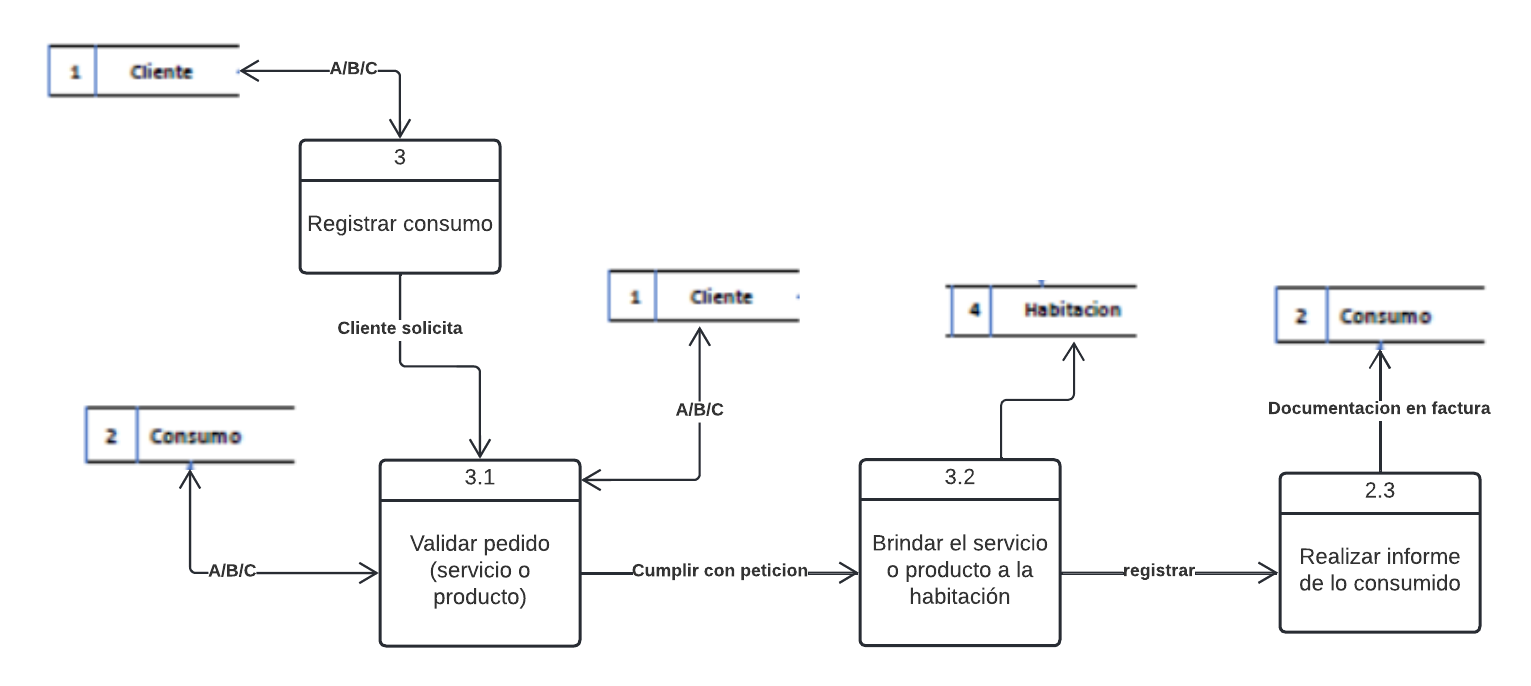 1 Cliente
A/B/C
3
Registrar consumo
Cliente solicita
1 Cliente
4 Habitacion
2 Consumo
A/B/C
Documentacion en factura
2 Consumo
A/B/C
3.1
Validar pedido
(servicio o
producto)
Cumplir con peticion
3.2
Brindar el servicio
o producto a la
habitación
registrar
2.3
Realizar informe
de lo consumido